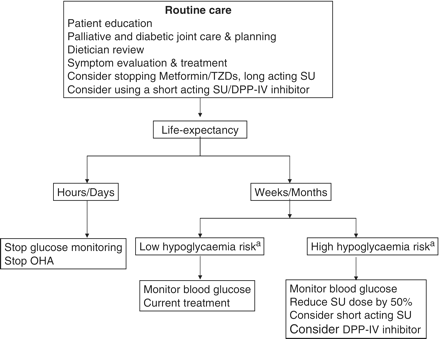 Routine care
Patient education
Palliative and diabetic joint care & planning
Dietician review
Symptom evaluation & treatment
Consider stopping Metformin/TZDs, long acting SU
Consider using a short acting SU/DPP-IV inhibitor
Life-expectancy
Hours/Days
Weeks/Months
Stop glucose monitoring
Stop OHA
Low hypoglycaemia riskᵃ
High hypoglycaemia riskᵃ
Monitor blood glucose
Current treatment
Monitor blood glucose
Reduce SU dose by 50%
Consider short acting SU
Consider DPP-IV inhibitor